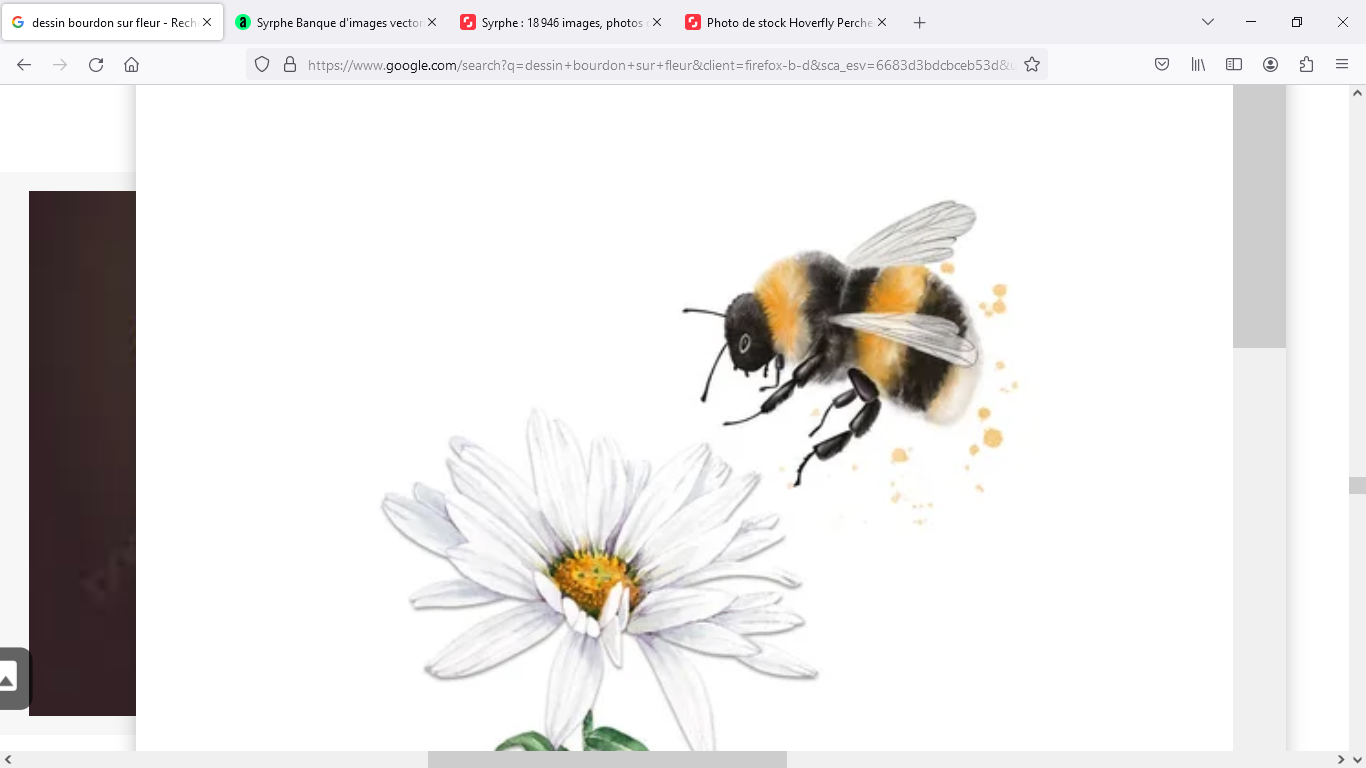 dessin bourdon sur fleur - Rech
Syrphe Banque d'images vector
Syrphe : 18 946 images, photos
Photo de stock Hoverfly Perche
https://www.google.com/search?q=dessin+bourdon+sur+fleur&client=firefox-b-d&sca_esv=6683d3bdcbceb53d&